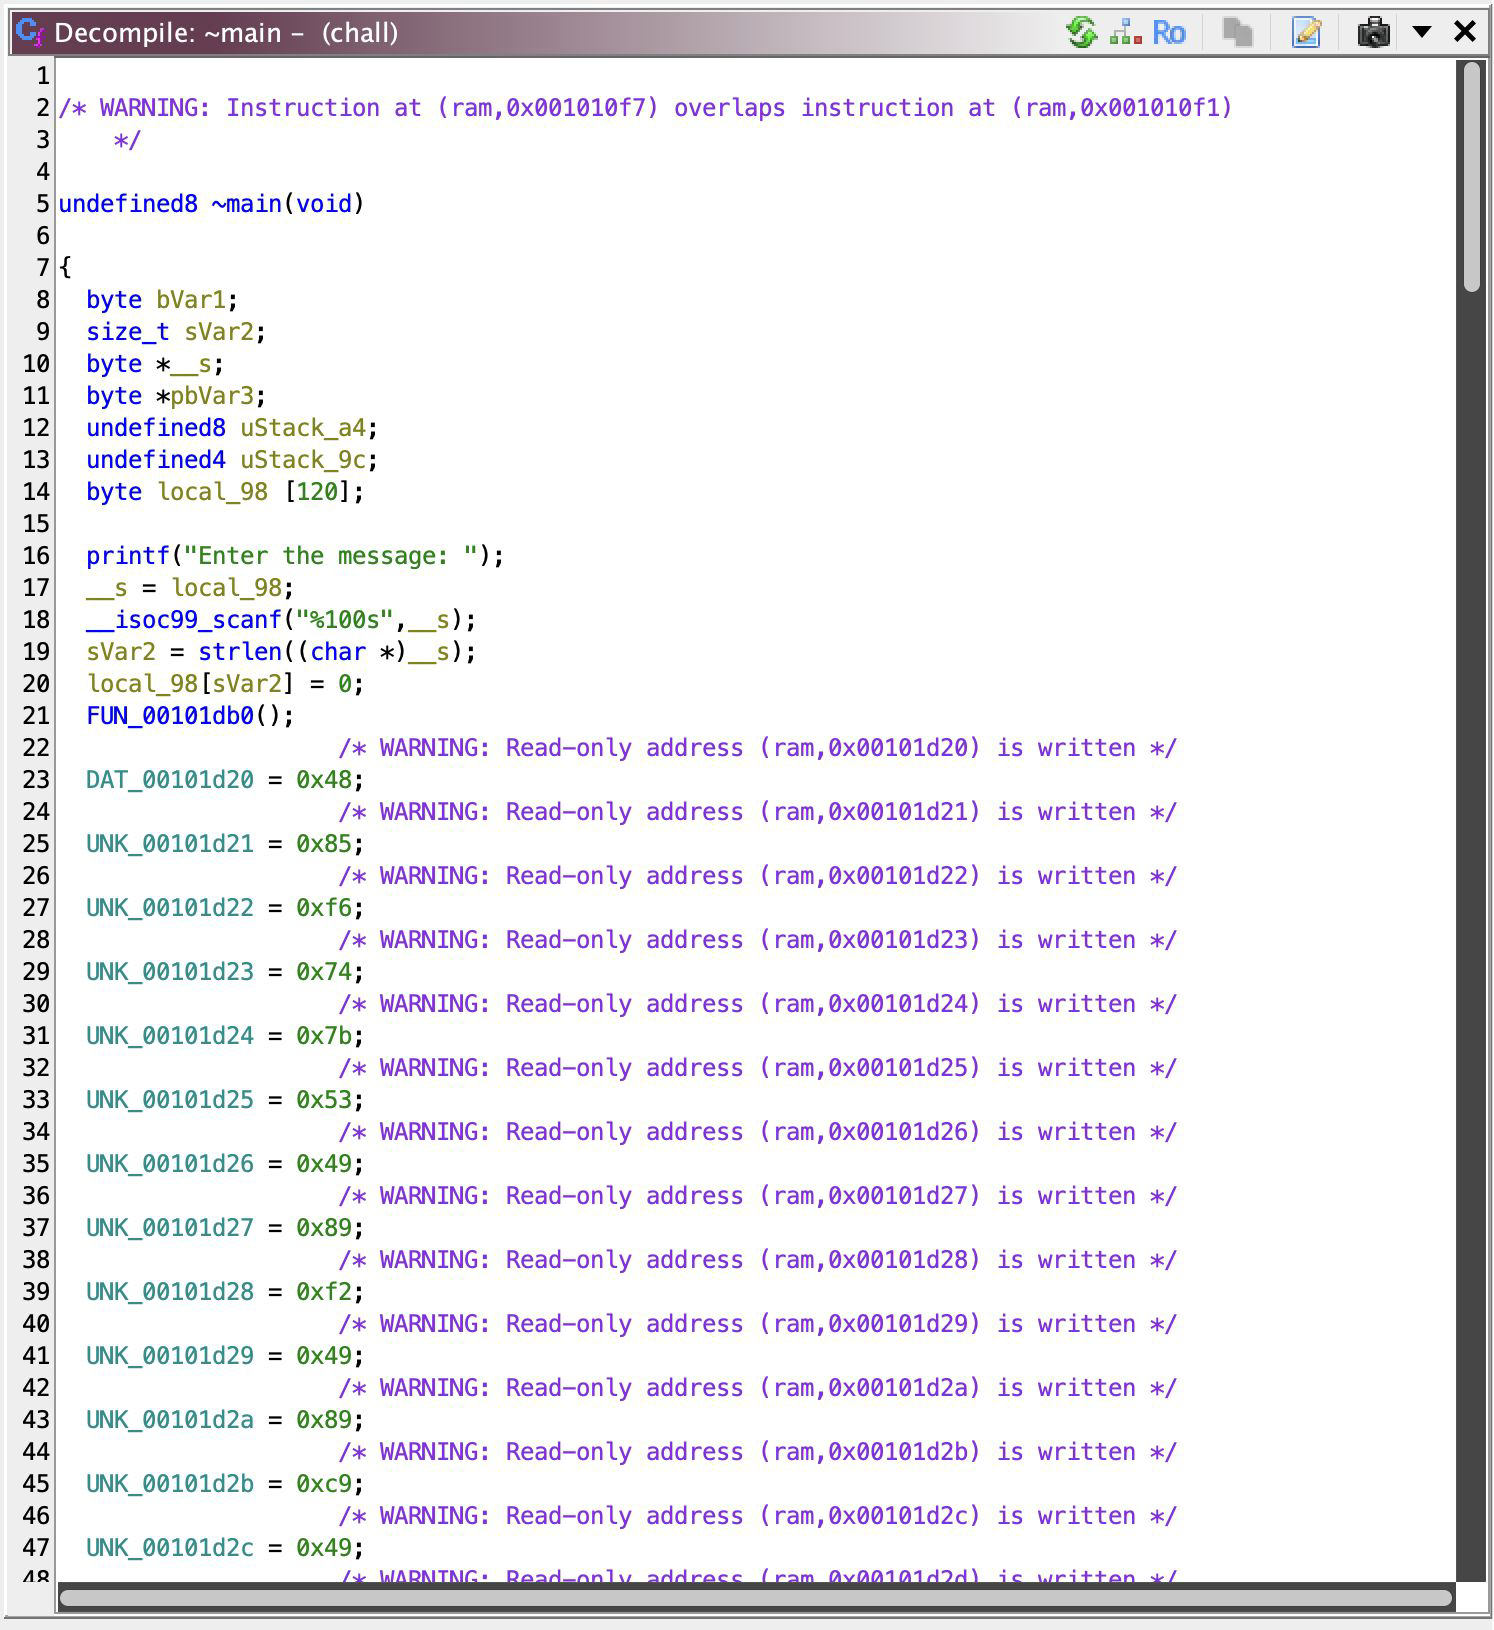 Decompile: ~main – (chall)
Ro
1
2 /* WARNING: Instruction at (ram,0x001010f7) overlaps instruction at (ram,0x001010f1)
3 */
4
5 undefined8 ~main(void)
6
7 {
8 byte bVar1;
9 size_t sVar2;
10 byte *__s;
11 byte *pbVar3;
12 undefined8 uStack_a4;
13 undefined4 uStack_9c;
14 byte local_98 [120];
15
16 printf("Enter the message: ");
17 __s = local_98;
18 __isoc99_scanf("%100s",__s);
19 sVar2 = strlen((char *)__s);
20 local_98[sVar2] = 0;
21 FUN_00101db0();
22 /* WARNING: Read-only address (ram,0x00101d20) is written */
23 DAT_00101d20 = 0x48;
24 /* WARNING: Read-only address (ram,0x00101d21) is written */
25 UNK_00101d21 = 0x85;
26 /* WARNING: Read-only address (ram,0x00101d22) is written */
27 UNK_00101d22 = 0xf6;
28 /* WARNING: Read-only address (ram,0x00101d23) is written */
29 UNK_00101d23 = 0x74;
30 /* WARNING: Read-only address (ram,0x00101d24) is written */
31 UNK_00101d24 = 0x7b;
32 /* WARNING: Read-only address (ram,0x00101d25) is written */
33 UNK_00101d25 = 0x53;
34 /* WARNING: Read-only address (ram,0x00101d26) is written */
35 UNK_00101d26 = 0x49;
36 /* WARNING: Read-only address (ram,0x00101d27) is written */
37 UNK_00101d27 = 0x89;
38 /* WARNING: Read-only address (ram,0x00101d28) is written */
39 UNK_00101d28 = 0xf2;
40 /* WARNING: Read-only address (ram,0x00101d29) is written */
41 UNK_00101d29 = 0x49;
42 /* WARNING: Read-only address (ram,0x00101d2a) is written */
43 UNK_00101d2a = 0x89;
44 /* WARNING: Read-only address (ram,0x00101d2b) is written */
45 UNK_00101d2b = 0xc9;
46 /* WARNING: Read-only address (ram,0x00101d2c) is written */
47 UNK_00101d2c = 0x49;
48 /* WARNING: Read-only address (ram,0x00101d2d) is written */